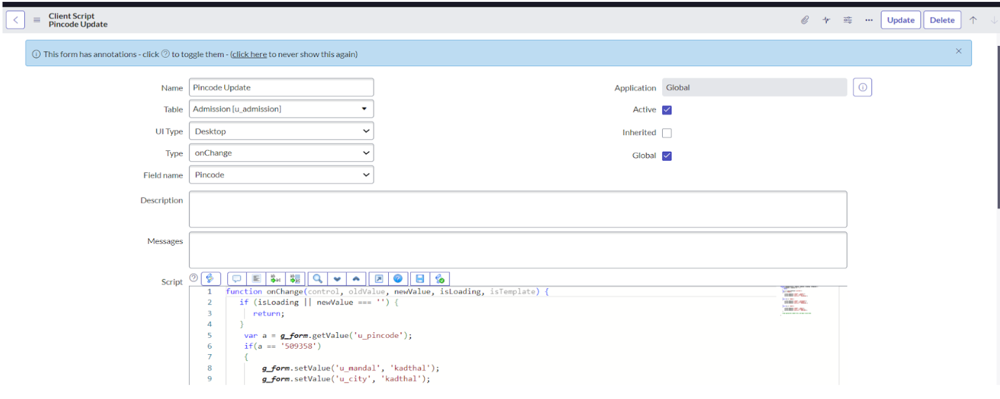 Client Script
Pincode Update
Update
Delete
This form has annotations - click ? to toggle them - (click here to never show this again)
Name
Pincode Update
Application
Global
Table
Admission [u_admission]
Active
UI Type
Desktop
Inherited
Type
onChange
Global
Field name
Pincode
Description
Messages
Script
1 function onChange(control, oldValue, newValue, isLoading, isTemplate) {
2 if (isLoading || newValue === '') {
3 return;
4 }
5 var a = g_form.getValue('u_pincode');
6 if(a == '509358')
7 {
8 g_form.setValue('u_mandal', 'kadthal');
9 g_form.setValue('u_city', 'kadthal');